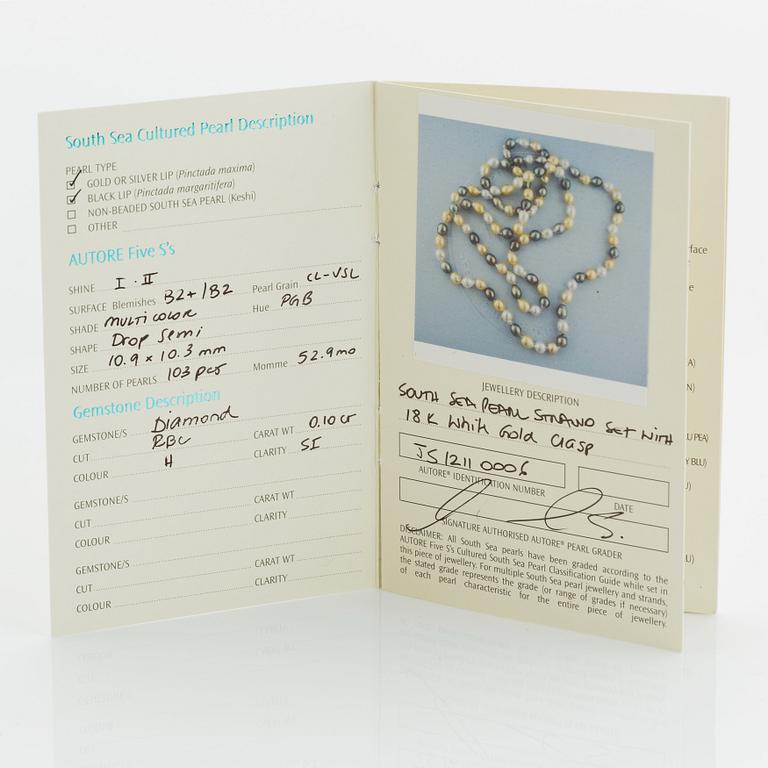 South Sea Cultured Pearl Description
PEARL TYPE
GOLD OR SILVER LIP (Pinctada maxima)
BLACK LIP (Pinctada margaritifera)
NON-BEADED SOUTH SEA PEARL (Keshi)
OTHER
AUTORE Five S's
SHINE I · II
SURFACE Blemishes B2+/B2 Pearl Grain CL-VSL
SHADE Multicolor Hue PGB
SHAPE Drop Semi
SIZE 10.9 x 10.3 mm
NUMBER OF PEARLS 103 pcs Momme 52.9mo
Gemstone Description
GEMSTONE/S Diamond
CUT RBC CARAT WT 0.10 ct
COLOUR H CLARITY SI
GEMSTONE/S CARAT WT
CUT CLARITY
COLOUR
GEMSTONE/S CARAT WT
CUT CLARITY
COLOUR
JEWELLERY DESCRIPTION
SOUTH SEA PEARL STRAND SET WITH
18K White Gold Clasp
JS1211 0006
AUTORE® IDENTIFICATION NUMBER DATE
SIGNATURE AUTHORISED AUTORE® PEARL GRADER
DISCLAIMER: All South Sea pearls have been graded according to the
AUTORE Five S's Cultured South Sea Pearl Classification Guide while set in
this piece of jewellery. For multiple South Sea pearl jewellery and strands,
the stated grade represents the grade (or range of grades if necessary)
of each pearl characteristic for the entire piece of jewellery.
rface
e
A)
N)
U PEA)
Y BLU)
)
U)